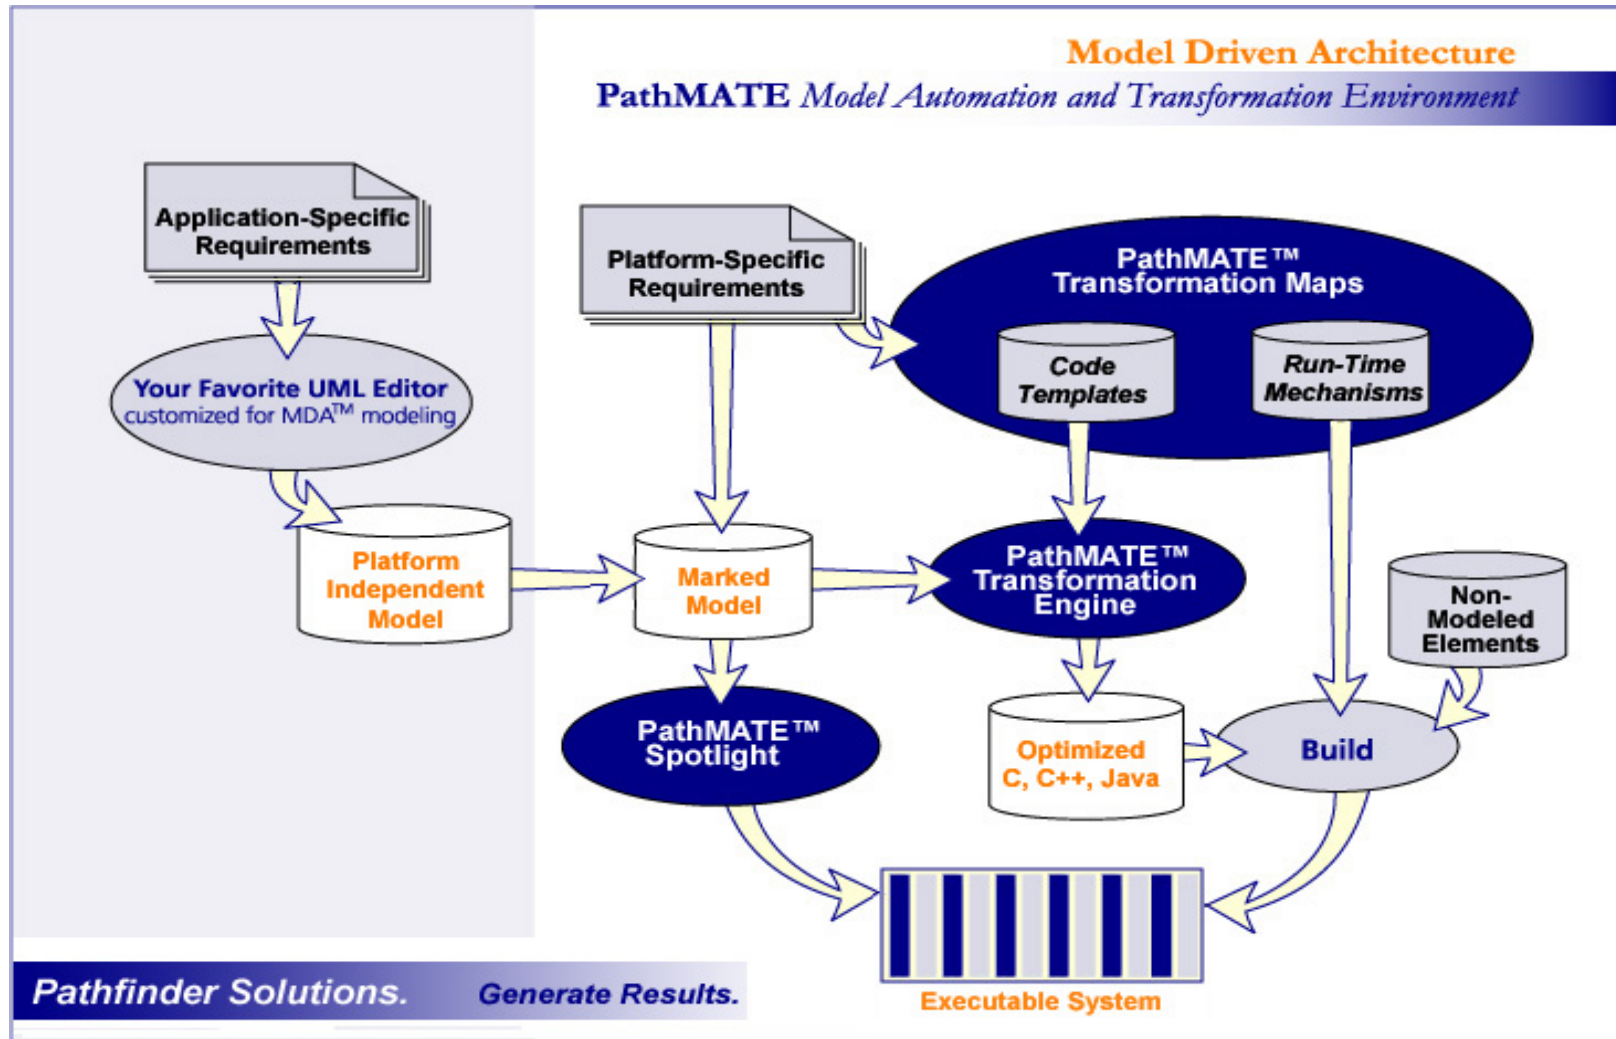 Model Driven Architecture
PathMATE Model Automation and Transformation Environment
Application-Specific
Requirements
Platform-Specific
Requirements
PathMATE™
Transformation Maps
Code
Templates
Run-Time
Mechanisms
Your Favorite UML Editor
customized for MDA™ modeling
Platform
Independent
Model
Marked
Model
PathMATE™
Transformation
Engine
Non-
Modeled
Elements
PathMATE™
Spotlight
Optimized
C, C++, Java
Build
Executable System
Pathfinder Solutions. Generate Results.